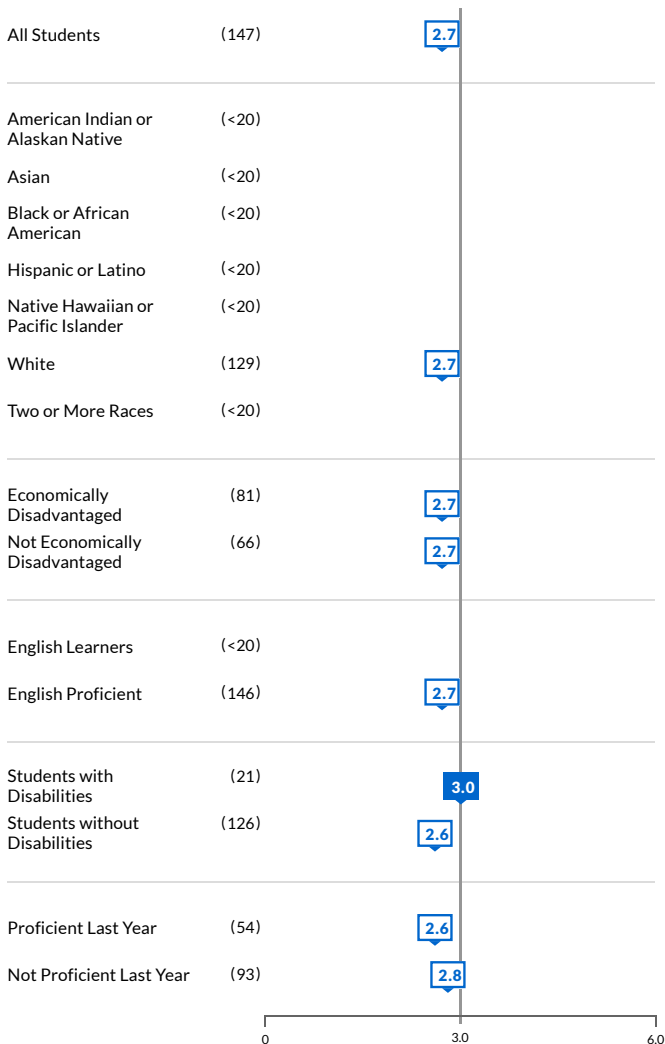 All Students (147) 2.7
American Indian or (<20)
Alaskan Native
Asian (<20)
Black or African (<20)
American
Hispanic or Latino (<20)
Native Hawaiian or (<20)
Pacific Islander
White (129) 2.7
Two or More Races (<20)
Economically (81) 2.7
Disadvantaged
Not Economically (66) 2.7
Disadvantaged
English Learners (<20)
English Proficient (146) 2.7
Students with (21) 3.0
Disabilities
Students without (126) 2.6
Disabilities
Proficient Last Year (54) 2.6
Not Proficient Last Year (93) 2.8
0 3.0 6.0